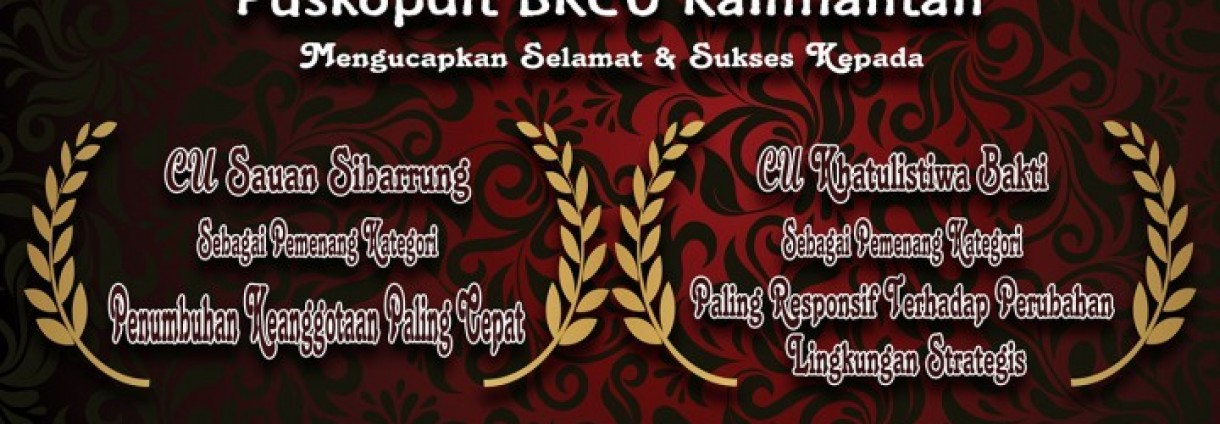 Puskopdit BKCU Kalimantan
Mengucapkan Selamat & Sukses Kepada
CU Sauan Sibarrung
Sebagai Pemenang Kategori
Penumbuhan Keanggotaan Paling Cepat
CU Khatulistiwa Bakti
Sebagai Pemenang Kategori
Paling Responsif Terhadap Perubahan
Lingkungan Strategis